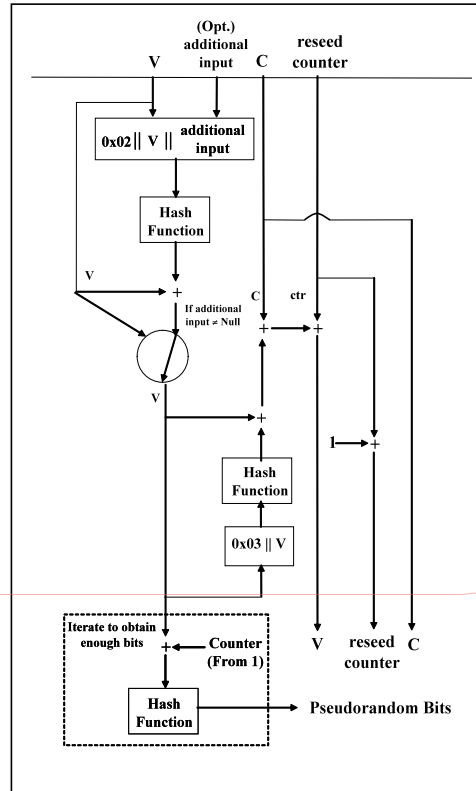 (Opt.)
additional
input
reseed
counter
V
C
0x02 || V || additional
input
Hash
Function
V
+
If additional
input ≠ Null
C
ctr
+
+
V
+
1
+
Hash
Function
0x03 || V
Iterate to obtain
enough bits
+
Counter
(From 1)
V
reseed
counter
C
Hash
Function
Pseudorandom Bits